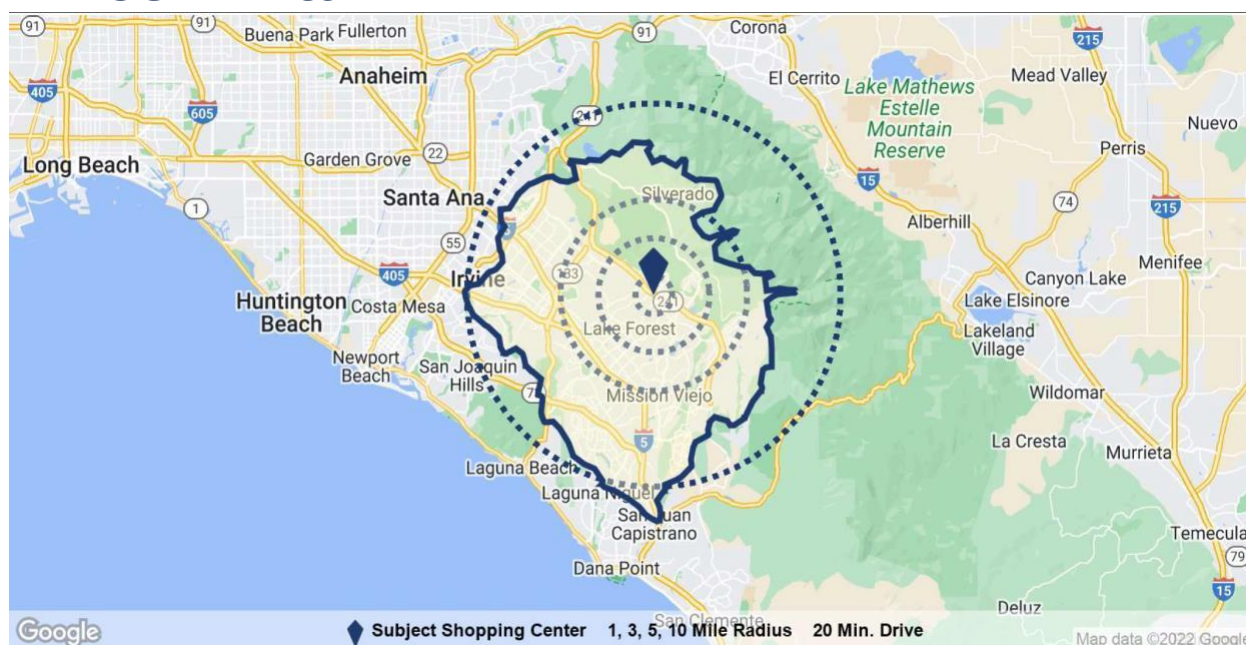 91
91
Buena Park
Fullerton
91
Corona
215
Anaheim
El Cerrito
Mead Valley
405
605
Lake Mathews
Estelle
Mountain
Reserve
Nuevo
241
Long Beach
Garden Grove
22
Perris
15
Santa Ana
Silverado
1
74
215
Alberhill
55
5
405
Irvine
133
Menifee
Canyon Lake
Huntington
Beach
Costa Mesa
241
Lake Elsinore
Lake Forest
Lakeland
Village
Newport
Beach
San Joaquin
Hills
73
Mission Viejo
Wildomar
5
La Cresta
Murrieta
Laguna Beach
Laguna Niguel
San Juan
Capistrano
Temecula
79
Dana Point
15
San Clemente
Deluz
Google
Subject Shopping Center 1, 3, 5, 10 Mile Radius 20 Min. Drive
Map data ©2022 Google